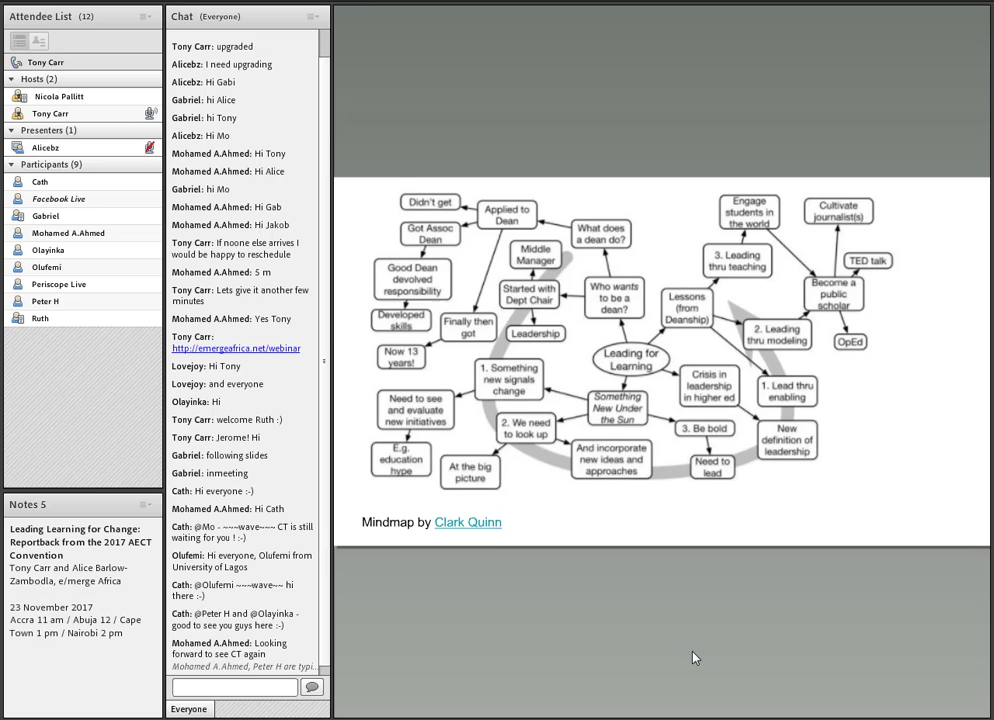 Attendee List (12)
Tony Carr
Hosts (2)
Nicola Pallitt
Tony Carr
Presenters (1)
Alicebz
Participants (9)
Cath
Facebook Live
Gabriel
Mohamed A.Ahmed
Olayinka
Olufemi
Periscope Live
Peter H
Ruth
Notes 5
Leading Learning for Change:
Reportback from the 2017 AECT
Convention
Tony Carr and Alice Barlow-
Zambodla, e/merge Africa
23 November 2017
Accra 11 am / Abuja 12 / Cape
Town 1 pm / Nairobi 2 pm
Chat (Everyone)
Tony Carr: upgraded
Alicebz: I need upgrading
Alicebz: Hi Gabi
Gabriel: hi Alice
Gabriel: hi Tony
Alicebz: Hi Mo
Mohamed A.Ahmed: Hi Tony
Mohamed A.Ahmed: Hi Alice
Gabriel: hi Mo
Mohamed A.Ahmed: Hi Gab
Mohamed A.Ahmed: Hi Jakob
Tony Carr: If noone else arrives I
would be happy to reschedule
Mohamed A.Ahmed: 5 m
Tony Carr: Lets give it another few
minutes
Mohamed A.Ahmed: Yes Tony
Tony Carr:
http://emergeafrica.net/webinar
Lovejoy: Hi Tony
Lovejoy: and everyone
Olayinka: Hi
Tony Carr: welcome Ruth :)
Tony Carr: Jerome! Hi
Gabriel: following slides
Gabriel: inmeeting
Cath: Hi everyone :-)
Mohamed A.Ahmed: Hi Cath
Cath: @Mo - ~~~wave~~~ CT is still
waiting for you ! :-)
Olufemi: Hi everyone, Olufemi from
University of Lagos
Cath: @Olufemi ~~~wave~~ hi
there :-)
Cath: @Peter H and @Olayinka -
good to see you guys here :-)
Mohamed A.Ahmed: Looking
forward to see CT again
Mohamed A.Ahmed, Peter H are typi...
Everyone
Didn't get
Applied to
Dean
Got Assoc
Dean
What does
a dean do?
Middle
Manager
Good Dean
devolved
responsibility
Started with
Dept Chair
Who wants
to be a
dean?
Developed
skills
Finally then
got
Leadership
Now 13
years!
Engage
students in
the world
Cultivate
journalist(s)
3. Leading
thru teaching
TED talk
Lessons
(from
Deanship)
Become a
public
scholar
2. Leading
thru modeling
OpEd
Leading for
Learning
1. Something
new signals
change
Crisis in
leadership
in higher ed
1. Lead thru
enabling
Need to see
and evaluate
new initiatives
Something
New Under
the Sun
2. We need
to look up
3. Be bold
New
definition of
leadership
E.g.
education
hype
At the big
picture
And incorporate
new ideas and
approaches
Need to
lead
Mindmap by Clark Quinn